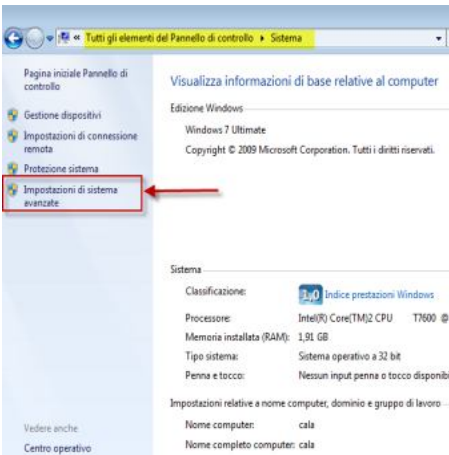 « Tutti gli elementi del Pannello di controllo ▸ Sistema
Pagina iniziale Pannello di
controllo
Gestione dispositivi
Impostazioni di connessione
remota
Protezione sistema
Impostazioni di sistema
avanzate
Vedere anche
Centro operativo
Visualizza informazioni di base relative al computer
Edizione Windows
Windows 7 Ultimate
Copyright © 2009 Microsoft Corporation. Tutti i diritti riservati.
Sistema
Classificazione: 1,0 Indice prestazioni Windows
Processore: Intel(R) Core(TM)2 CPU T7600 @
Memoria installata (RAM): 1,91 GB
Tipo sistema: Sistema operativo a 32 bit
Penna e tocco: Nessun input penna o tocco disponibi
Impostazioni relative a nome computer, dominio e gruppo di lavoro
Nome computer: cala
Nome completo computer: cala